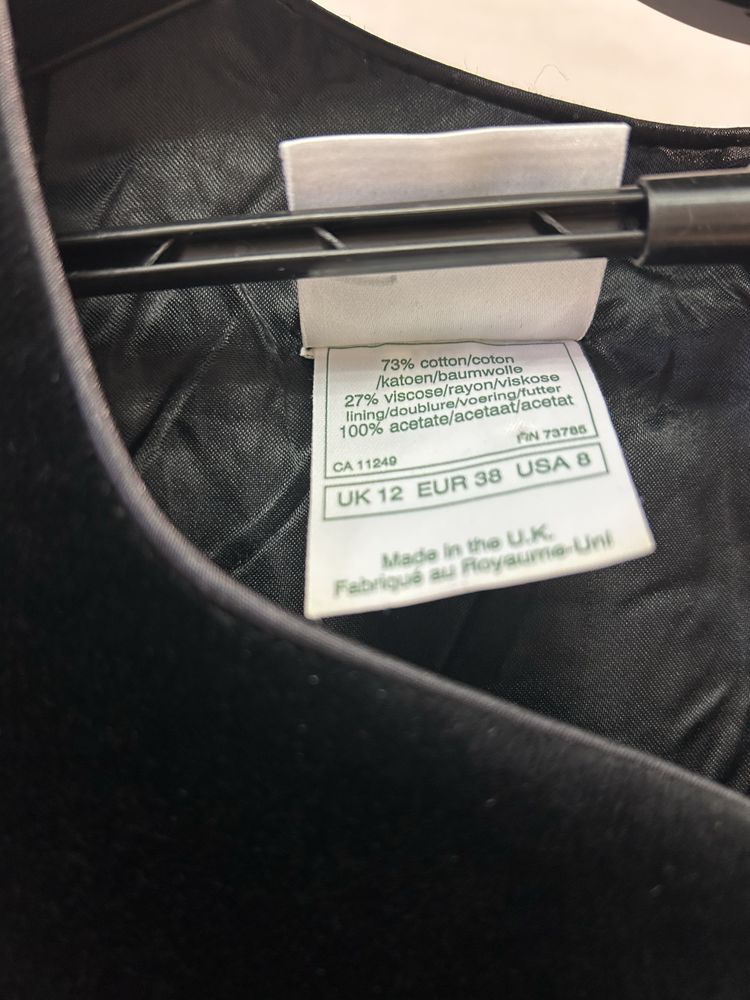 73% cotton/coton
/katoen/baumwolle
27% viscose/rayon/viskose
lining/doublure/voering/futter
100% acetate/acetaat/acetat
CA 11249 PIN 73785
UK 12 EUR 38 USA 8
Made in the U.K.
Fabriqué au Royaume-Uni